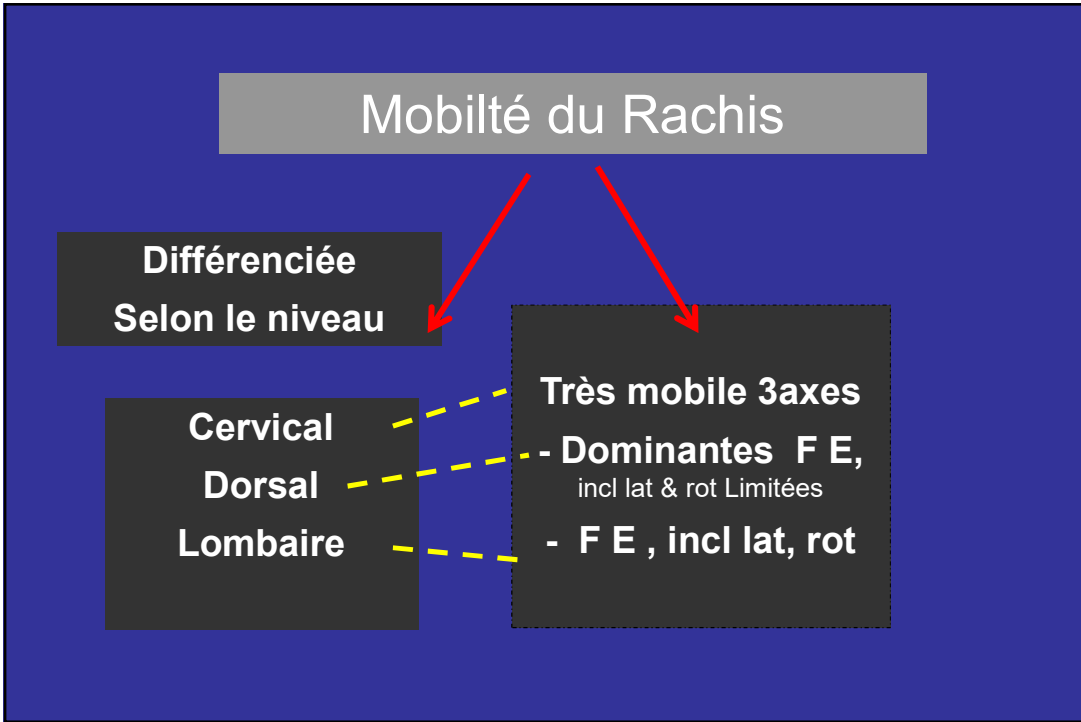 Mobilté du Rachis
Différenciée
Selon le niveau
Cervical
Dorsal
Lombaire
Très mobile 3axes
- Dominantes F E,
incl lat & rot Limitées
- F E , incl lat, rot